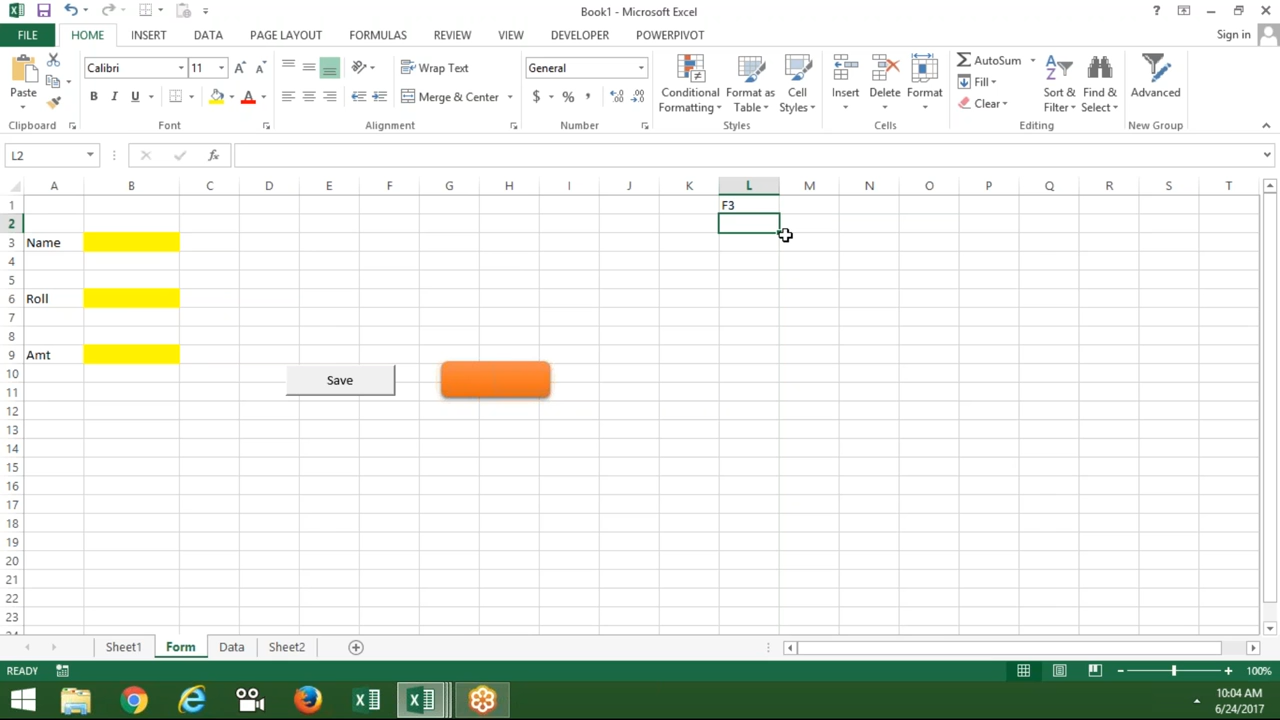 Book1 - Microsoft Excel
?
FILE HOME INSERT DATA PAGE LAYOUT FORMULAS REVIEW VIEW DEVELOPER POWERPIVOT Sign in
Paste
Calibri 11
B I U A
Wrap Text
Merge & Center
General
$ % ,
Conditional Formatting
Format as Table
Cell Styles
Insert
Delete
Format
AutoSum
Fill
Clear
Sort & Filter
Find & Select
Advanced
Clipboard Font Alignment Number Styles Cells Editing New Group
L2 fx
A B C D E F G H I J K L M N O P Q R S T
1 F3
2
3 Name
4
5
6 Roll
7
8
9 Amt
10
Save
11
12
13
14
15
16
17
18
19
20
21
22
23
24
Sheet1 Form Data Sheet2
READY 100%
10:04 AM
6/24/2017